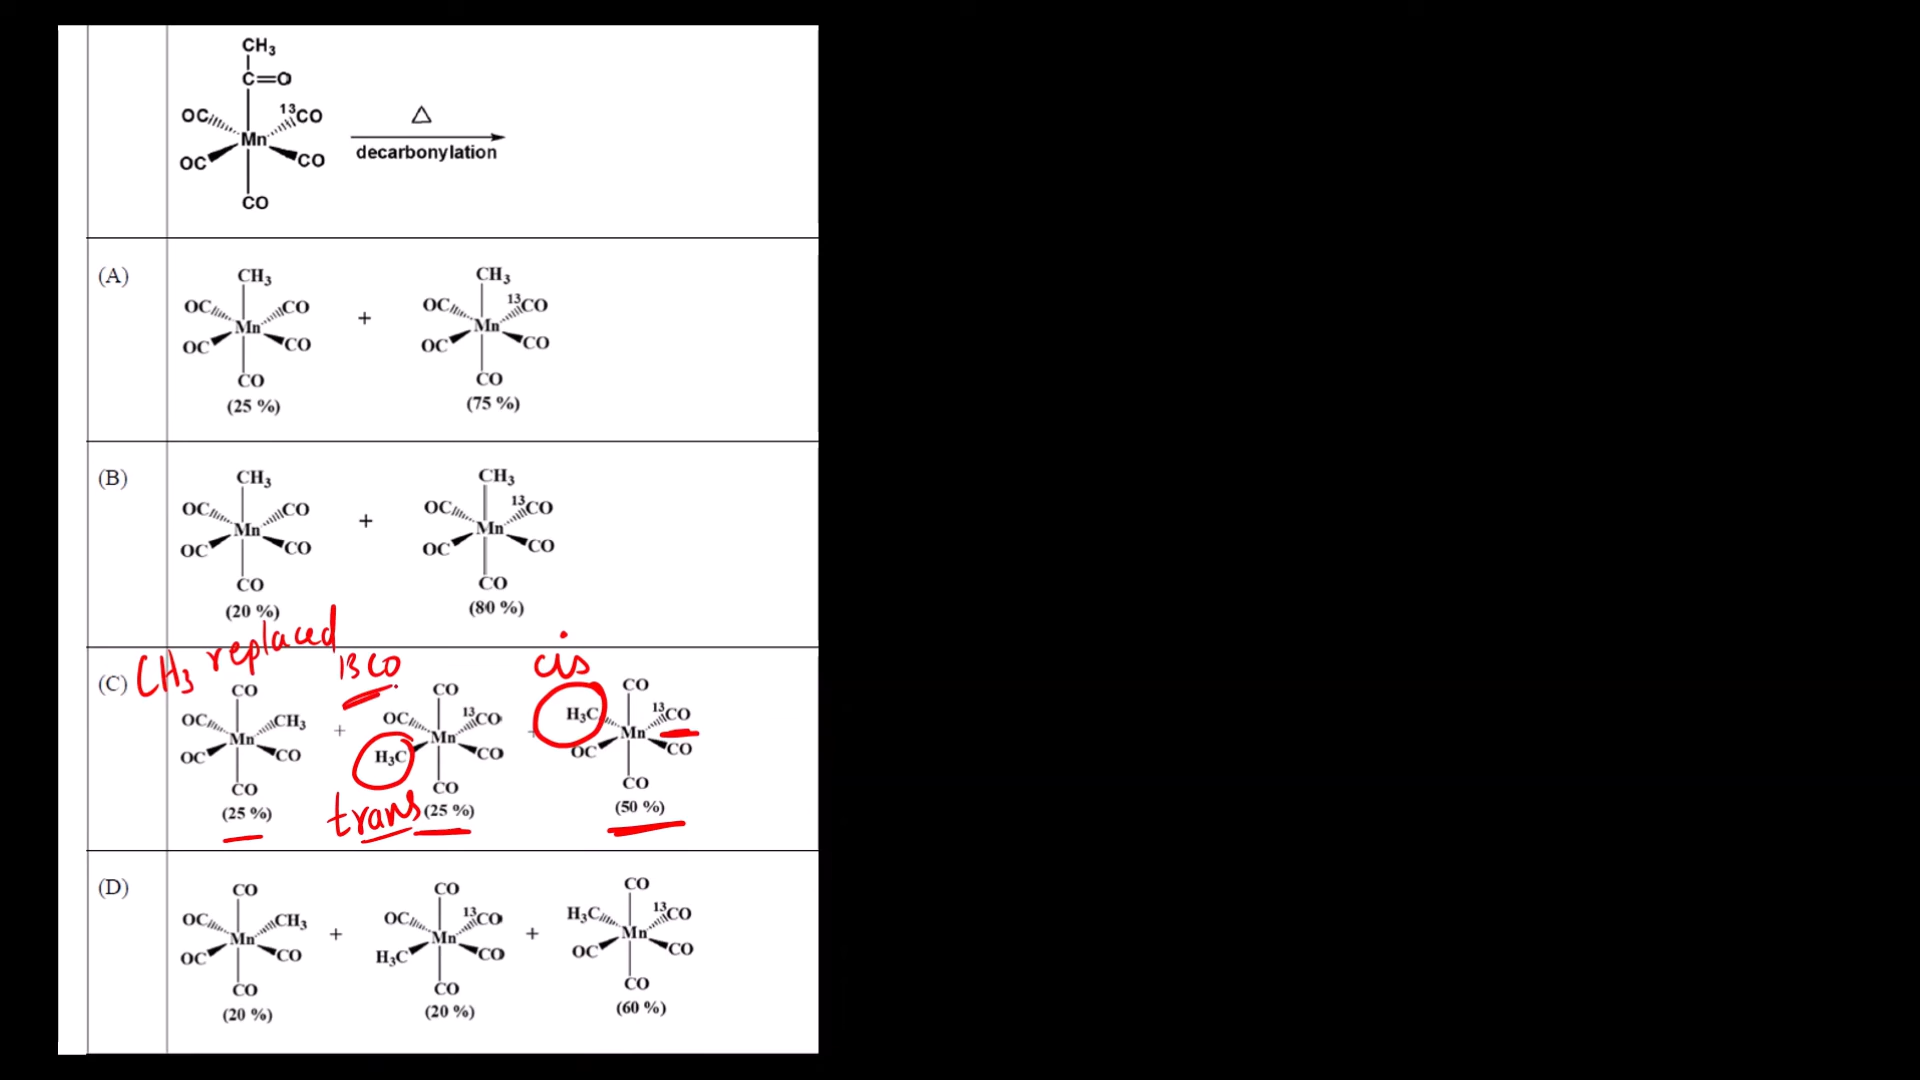 CH₃
C=O
OC ¹³CO
Mn
OC CO
CO
△
decarbonylation
(A)
CH₃ CH₃
OC CO OC ¹³CO
Mn + Mn
OC CO OC CO
CO CO
(25 %) (75 %)
(B)
CH₃ CH₃
OC CO OC ¹³CO
Mn + Mn
OC CO OC CO
CO CO
(20 %) (80 %)
CH₃ replaced 13CO cis
(C)
CO CO CO
OC CH₃ OC ¹³CO H₃C ¹³CO
Mn + Mn + Mn
OC CO H₃C CO OC CO
CO CO CO
(25 %) trans (25 %) (50 %)
(D)
CO CO CO
OC CH₃ OC ¹³CO H₃C ¹³CO
Mn + Mn + Mn
OC CO H₃C CO OC CO
CO CO CO
(20 %) (20 %) (60 %)